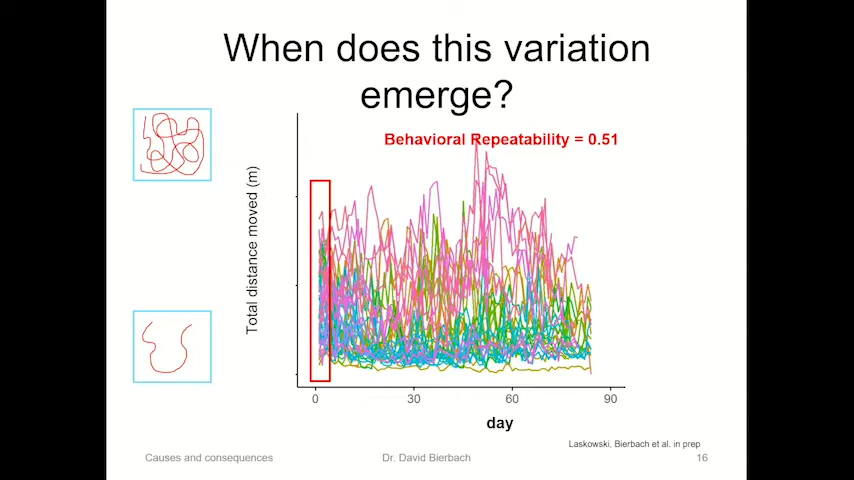 When does this variation
emerge?
Behavioral Repeatability = 0.51
Total distance moved (m)
0 30 60 90
day
Laskowski, Bierbach et al. in prep
Causes and consequences Dr. David Bierbach 16